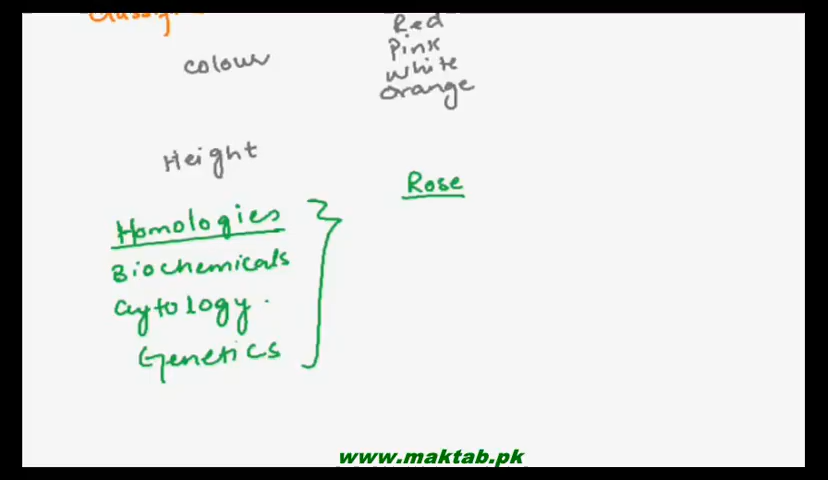 Red
colour
Pink
White
Orange
Height
Rose
Homologies
Biochemicals
Cytology
Genetics
www.maktab.pk